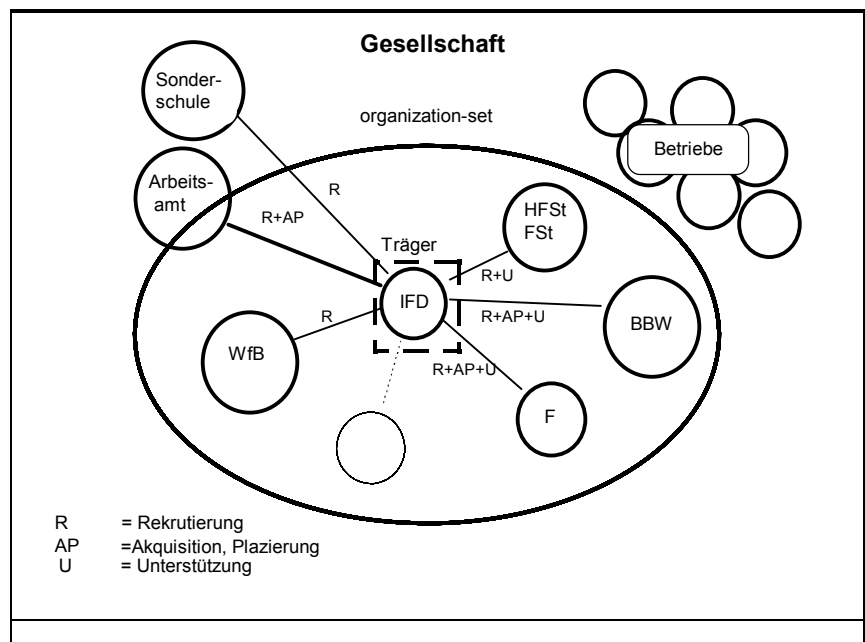 Gesellschaft
Sonder-
schule
organization-set
Betriebe
Arbeits-
amt
R
R+AP
HFSt
FSt
Träger
R+U
IFD
R
R+AP+U
BBW
WfB
R+AP+U
F
R = Rekrutierung
AP =Akquisition, Plazierung
U = Unterstützung